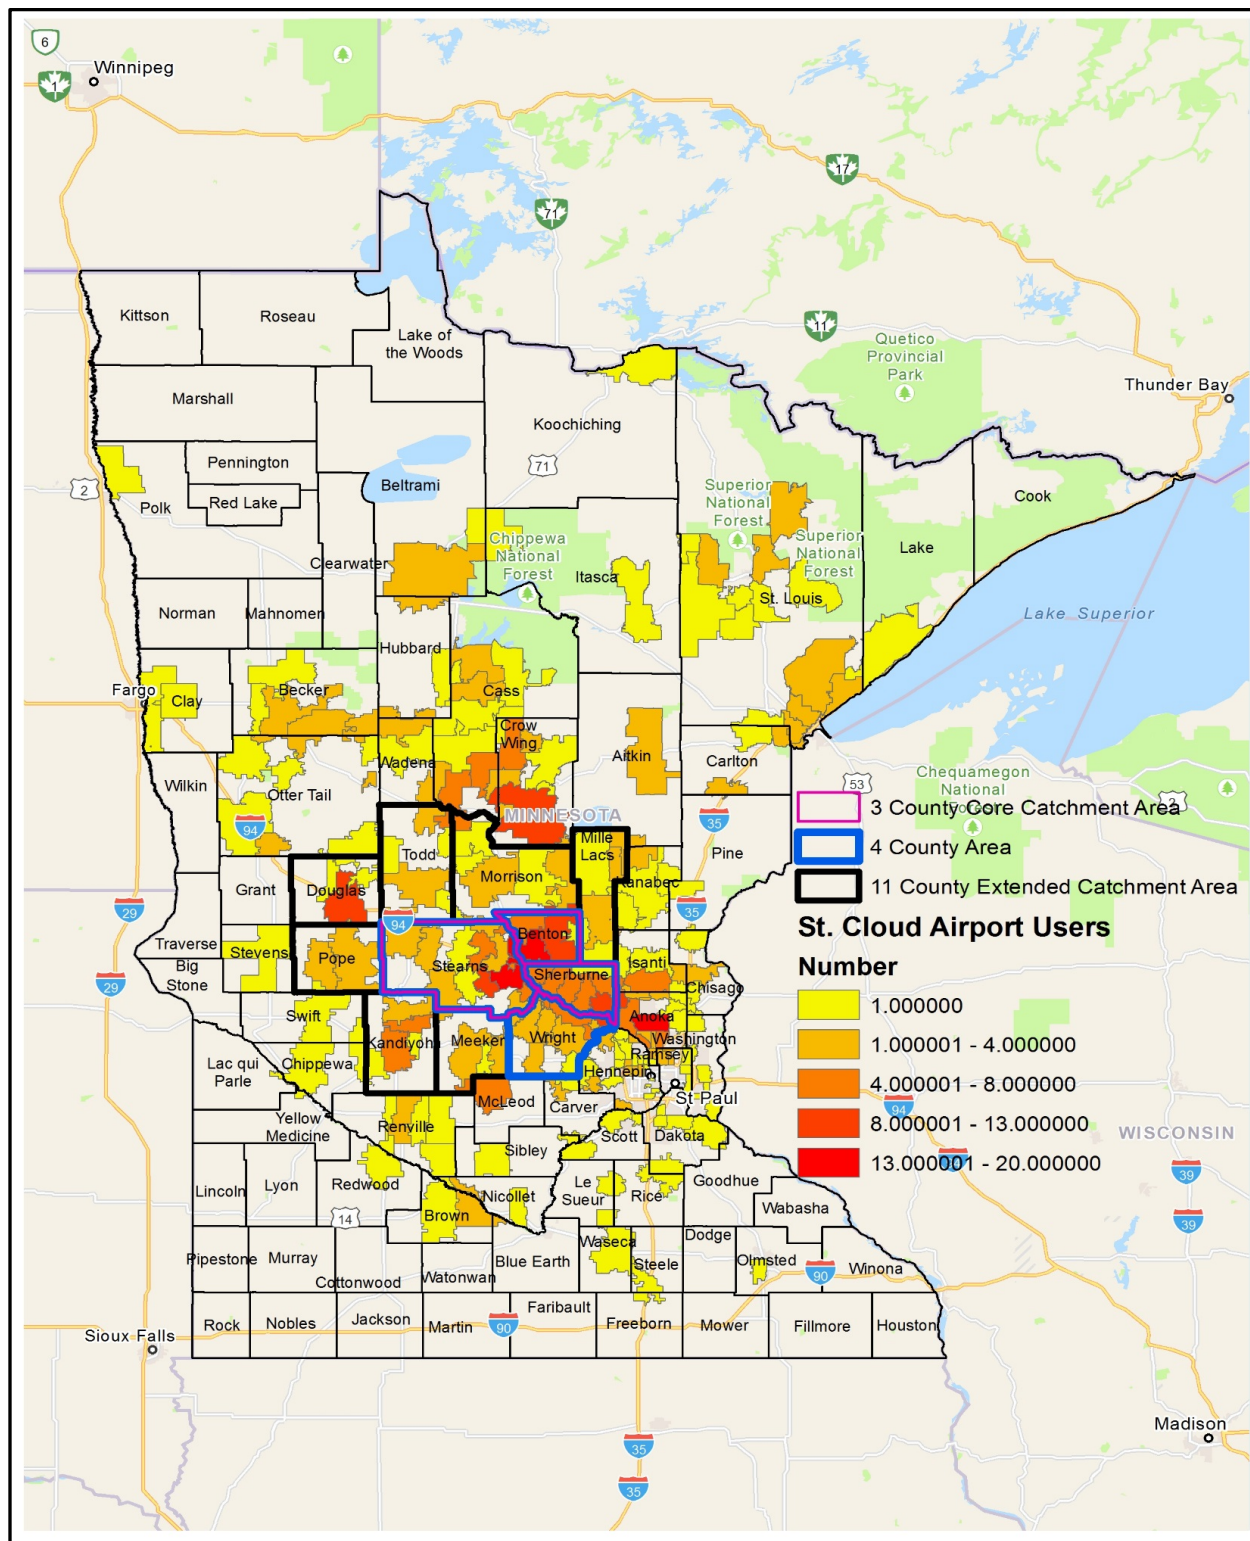 6
Winnipeg
1
17
71
11
Kittson
Roseau
Lake of
the Woods
Quetico
Provincial
Park
Thunder Bay
Marshall
Koochiching
Pennington
71
Beltrami
2
Red Lake
Polk
Superior
National
Forest
Cook
Chippewa
National
Forest
Superior
National
Forest
Lake
Clearwater
Itasca
St. Louis
Norman
Mahnomen
Lake Superior
Hubbard
Fargo
Clay
Becker
Cass
Crow
Wing
Aitkin
Carlton
Wadena
Wilkin
Otter Tail
53
Chequamegon
National
2
94
MINNESOTA
35
3 County Core Catchment Area
4 County Area
11 County Extended Catchment Area
Mille
Lacs
Pine
Todd
Morrison
Kanabec
Grant
Douglas
29
94
35
St. Cloud Airport Users
Number
Traverse
Stevens
Pope
Benton
Big
Stone
Stearns
Sherburne
Isanti
Chisago
29
1.000000
Swift
Anoka
Kandiyohi
Meeker
Wright
Washington
1.000001 - 4.000000
Lac qui
Parle
Chippewa
Ramsey
Hennepin
4.000001 - 8.000000
St Paul
McLeod
Carver
94
Yellow
Medicine
Renville
Scott
Dakota
8.000001 - 13.000000
WISCONSIN
Sibley
13.000001 - 20.000000
39
Lincoln
Lyon
Redwood
Nicollet
Le
Sueur
Rice
Goodhue
Wabasha
14
Brown
39
Waseca
Dodge
Pipestone
Murray
Cottonwood
Watonwan
Blue Earth
Steele
Olmsted
90
Winona
Rock
Nobles
Jackson
Martin
90
Faribault
Freeborn
Mower
Fillmore
Houston
Sioux Falls
Madison
35
35